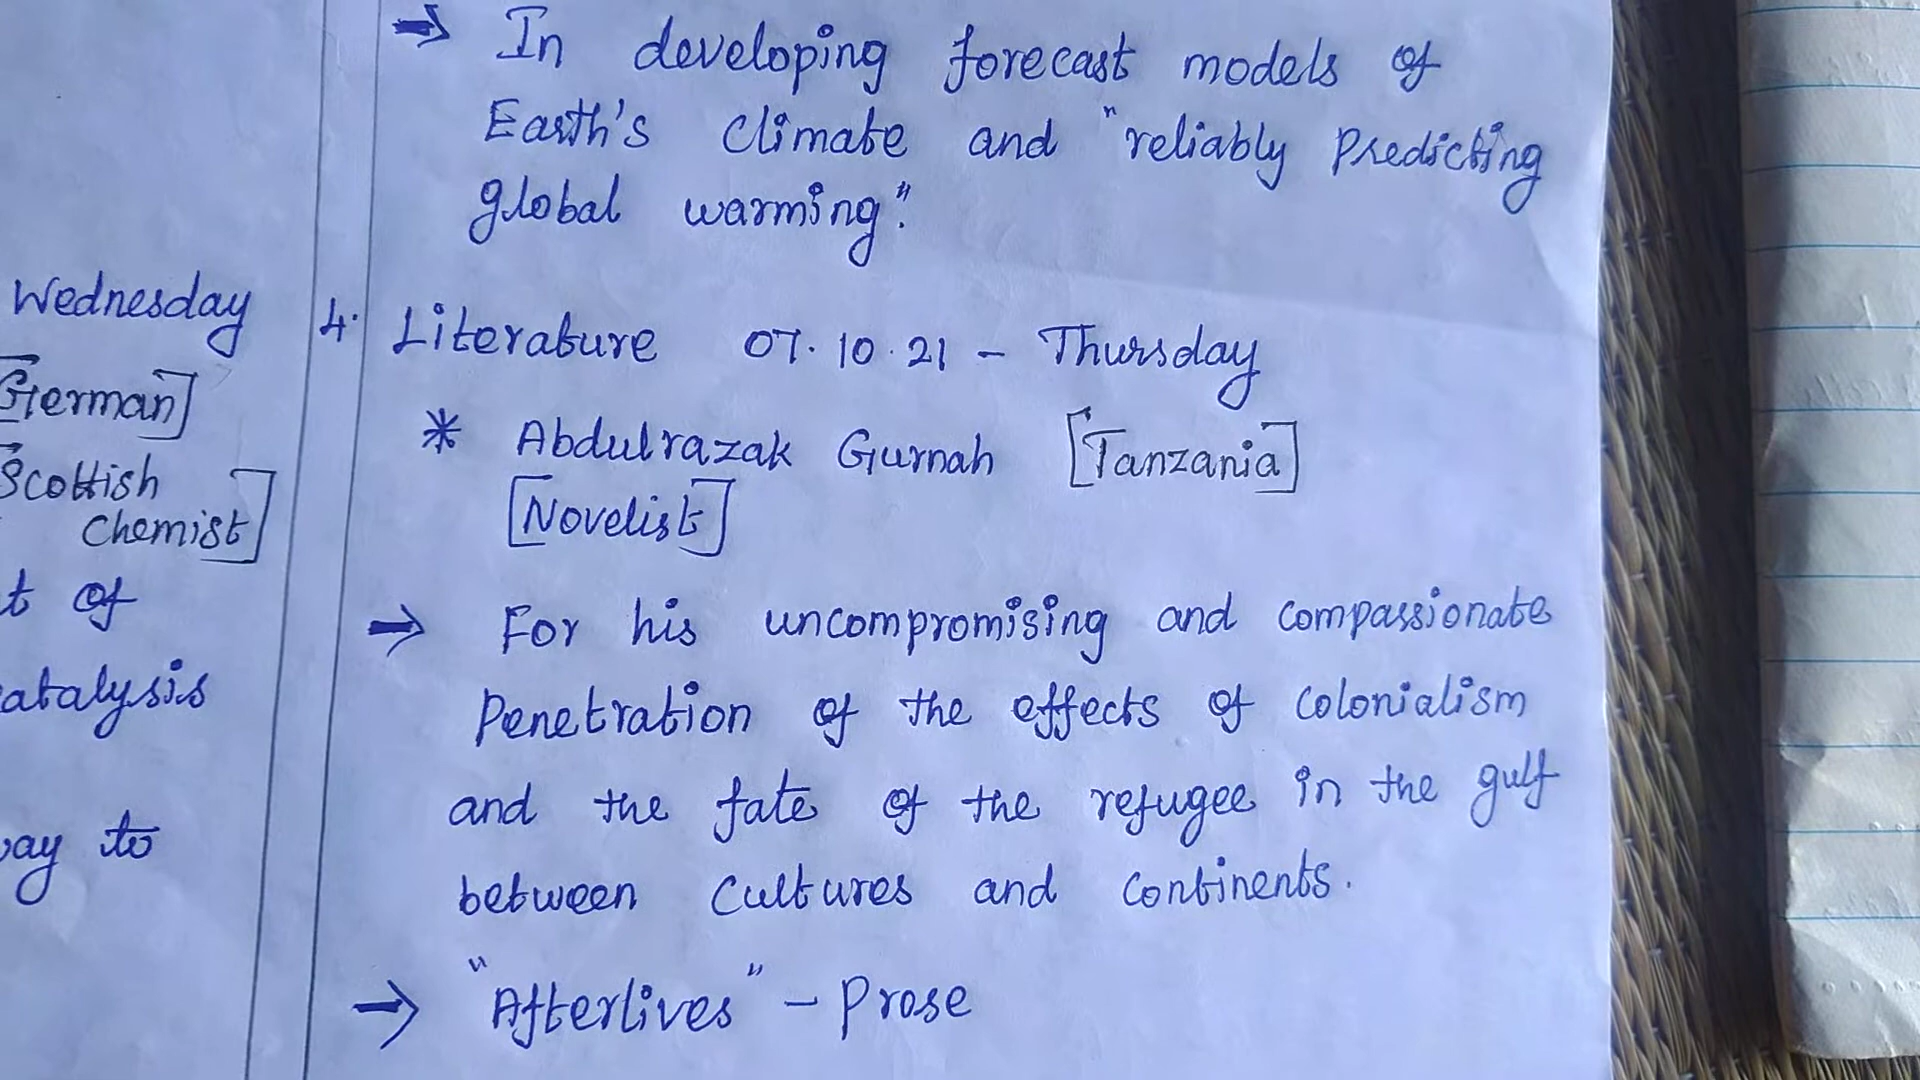 Wednesday
German]
Scottish
Chemist]
t of
atalysis
ay to
→ In developing forecast models of
Earth's Climate and "reliably Predicting
global warming".
4. Literature 07.10.21 - Thursday
* Abdulrazak Gurnah [Tanzania]
[Novelist]
→ For his uncompromising and compassionate
Penetration of the effects of colonialism
and the fate of the refugee in the gulf
between Cultures and Continents.
→ "Afterlives" - Prose